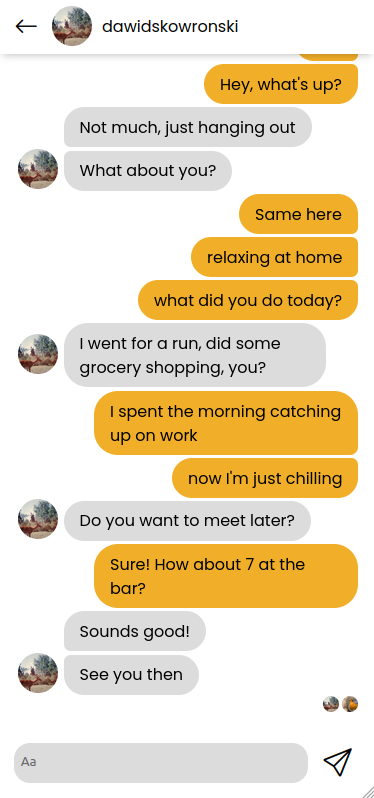 dawidskowronski
Hey, what's up?
Not much, just hanging out
What about you?
Same here
relaxing at home
what did you do today?
I went for a run, did some
grocery shopping, you?
I spent the morning catching
up on work
now I'm just chilling
Do you want to meet later?
Sure! How about 7 at the
bar?
Sounds good!
See you then
Aa